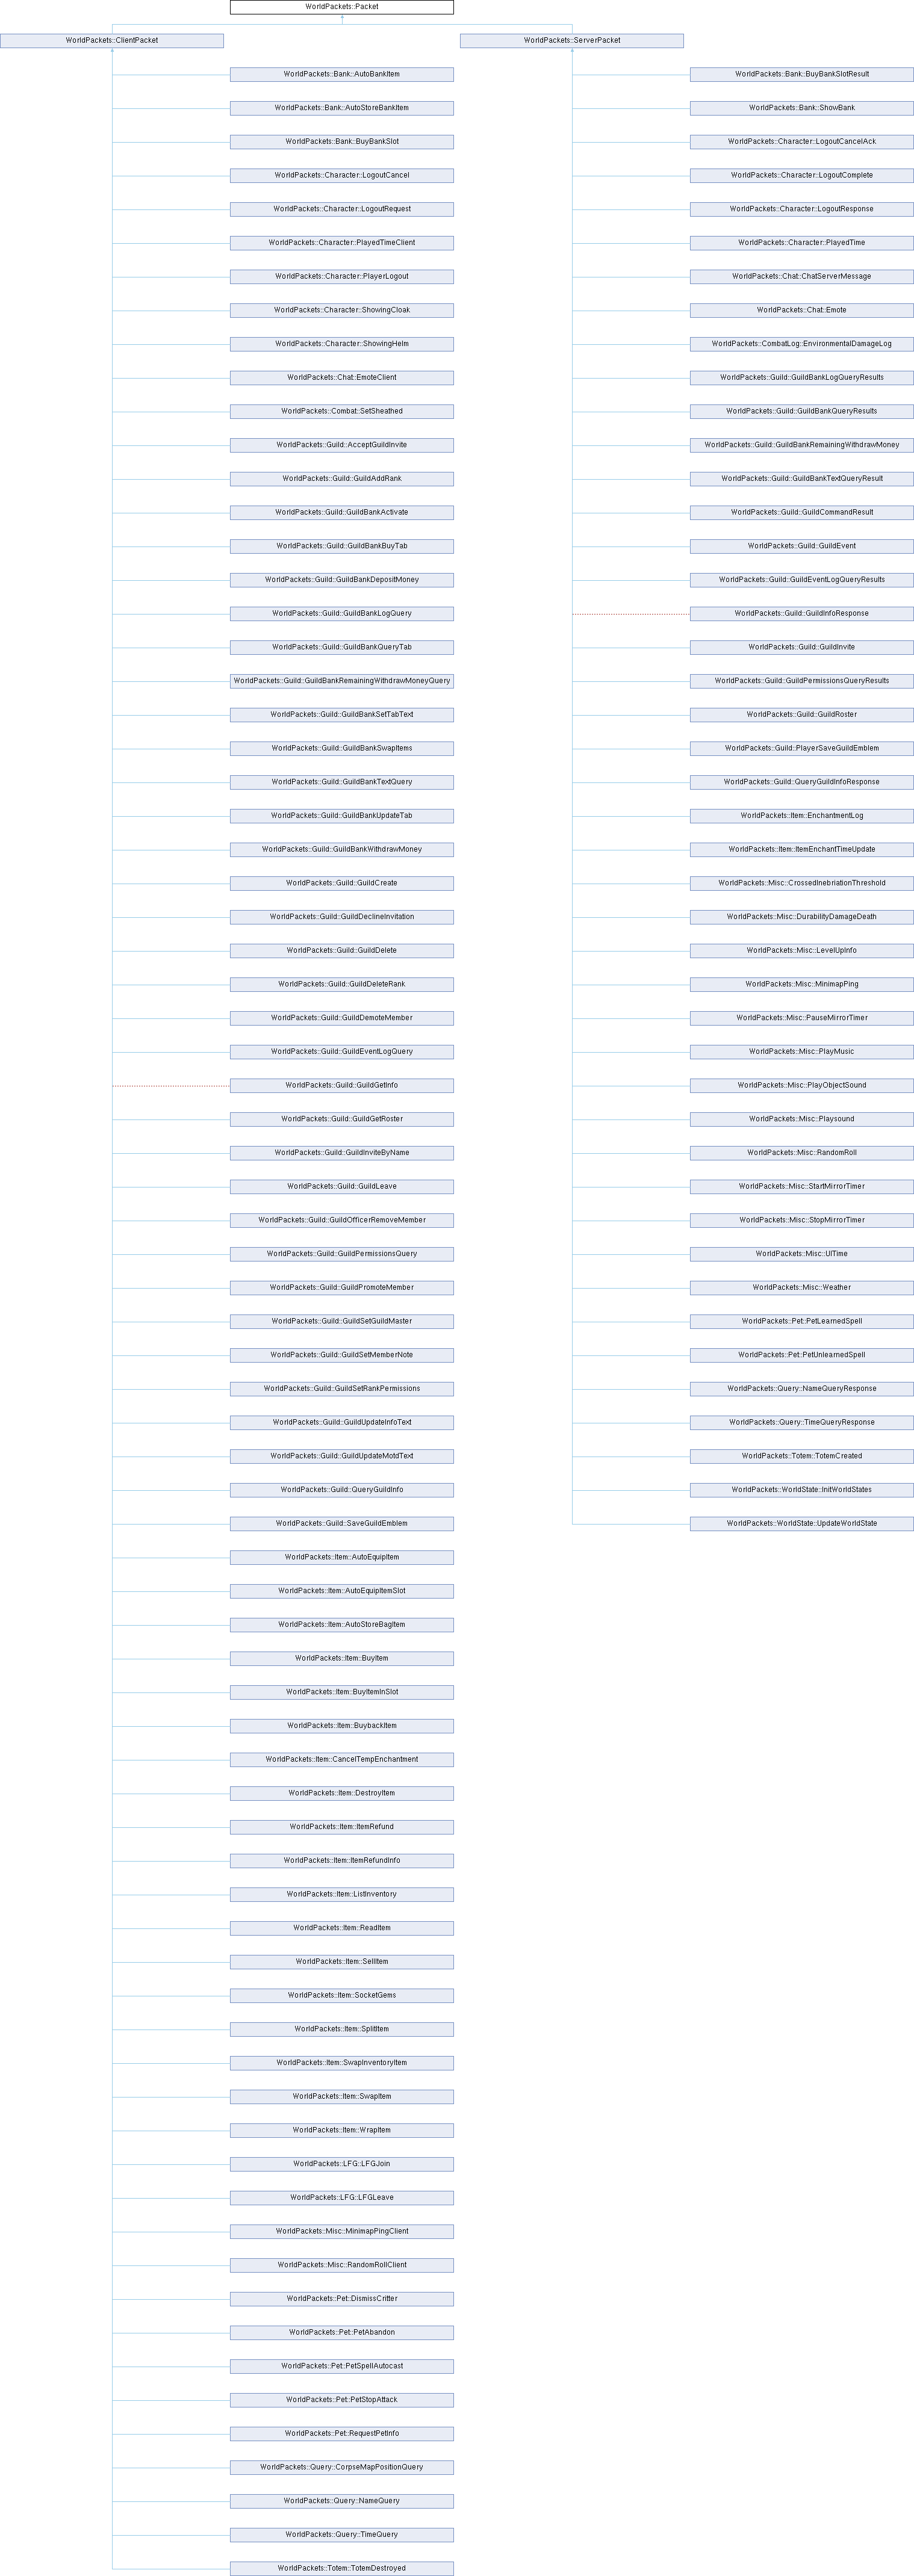 WorldPackets::Packet
WorldPackets::ClientPacket
WorldPackets::ServerPacket
WorldPackets::Bank::AutoBankItem
WorldPackets::Bank::BuyBankSlotResult
WorldPackets::Bank::AutoStoreBankItem
WorldPackets::Bank::ShowBank
WorldPackets::Bank::BuyBankSlot
WorldPackets::Character::LogoutCancelAck
WorldPackets::Character::LogoutCancel
WorldPackets::Character::LogoutComplete
WorldPackets::Character::LogoutRequest
WorldPackets::Character::LogoutResponse
WorldPackets::Character::PlayedTimeClient
WorldPackets::Character::PlayedTime
WorldPackets::Character::PlayerLogout
WorldPackets::Chat::ChatServerMessage
WorldPackets::Character::ShowingCloak
WorldPackets::Chat::Emote
WorldPackets::Character::ShowingHelm
WorldPackets::CombatLog::EnvironmentalDamageLog
WorldPackets::Chat::EmoteClient
WorldPackets::Guild::GuildBankLogQueryResults
WorldPackets::Combat::SetSheathed
WorldPackets::Guild::GuildBankQueryResults
WorldPackets::Guild::AcceptGuildInvite
WorldPackets::Guild::GuildBankRemainingWithdrawMoney
WorldPackets::Guild::GuildAddRank
WorldPackets::Guild::GuildBankTextQueryResult
WorldPackets::Guild::GuildBankActivate
WorldPackets::Guild::GuildCommandResult
WorldPackets::Guild::GuildBankBuyTab
WorldPackets::Guild::GuildEvent
WorldPackets::Guild::GuildBankDepositMoney
WorldPackets::Guild::GuildEventLogQueryResults
WorldPackets::Guild::GuildBankLogQuery
WorldPackets::Guild::GuildInfoResponse
WorldPackets::Guild::GuildBankQueryTab
WorldPackets::Guild::GuildInvite
WorldPackets::Guild::GuildBankRemainingWithdrawMoneyQuery
WorldPackets::Guild::GuildPermissionsQueryResults
WorldPackets::Guild::GuildBankSetTabText
WorldPackets::Guild::GuildRoster
WorldPackets::Guild::GuildBankSwapItems
WorldPackets::Guild::PlayerSaveGuildEmblem
WorldPackets::Guild::GuildBankTextQuery
WorldPackets::Guild::QueryGuildInfoResponse
WorldPackets::Guild::GuildBankUpdateTab
WorldPackets::Item::EnchantmentLog
WorldPackets::Guild::GuildBankWithdrawMoney
WorldPackets::Item::ItemEnchantTimeUpdate
WorldPackets::Guild::GuildCreate
WorldPackets::Misc::CrossedInebriationThreshold
WorldPackets::Guild::GuildDeclineInvitation
WorldPackets::Misc::DurabilityDamageDeath
WorldPackets::Guild::GuildDelete
WorldPackets::Misc::LevelUpInfo
WorldPackets::Guild::GuildDeleteRank
WorldPackets::Misc::MinimapPing
WorldPackets::Guild::GuildDemoteMember
WorldPackets::Misc::PauseMirrorTimer
WorldPackets::Guild::GuildEventLogQuery
WorldPackets::Misc::PlayMusic
WorldPackets::Guild::GuildGetInfo
WorldPackets::Misc::PlayObjectSound
WorldPackets::Guild::GuildGetRoster
WorldPackets::Misc::Playsound
WorldPackets::Guild::GuildInviteByName
WorldPackets::Misc::RandomRoll
WorldPackets::Guild::GuildLeave
WorldPackets::Misc::StartMirrorTimer
WorldPackets::Guild::GuildOfficerRemoveMember
WorldPackets::Misc::StopMirrorTimer
WorldPackets::Guild::GuildPermissionsQuery
WorldPackets::Misc::UITime
WorldPackets::Guild::GuildPromoteMember
WorldPackets::Misc::Weather
WorldPackets::Guild::GuildSetGuildMaster
WorldPackets::Pet::PetLearnedSpell
WorldPackets::Guild::GuildSetMemberNote
WorldPackets::Pet::PetUnlearnedSpell
WorldPackets::Guild::GuildSetRankPermissions
WorldPackets::Query::NameQueryResponse
WorldPackets::Guild::GuildUpdateInfoText
WorldPackets::Query::TimeQueryResponse
WorldPackets::Guild::GuildUpdateMotdText
WorldPackets::Totem::TotemCreated
WorldPackets::Guild::QueryGuildInfo
WorldPackets::WorldState::InitWorldStates
WorldPackets::Guild::SaveGuildEmblem
WorldPackets::WorldState::UpdateWorldState
WorldPackets::Item::AutoEquipItem
WorldPackets::Item::AutoEquipItemSlot
WorldPackets::Item::AutoStoreBagItem
WorldPackets::Item::BuyItem
WorldPackets::Item::BuyItemInSlot
WorldPackets::Item::BuybackItem
WorldPackets::Item::CancelTempEnchantment
WorldPackets::Item::DestroyItem
WorldPackets::Item::ItemRefund
WorldPackets::Item::ItemRefundInfo
WorldPackets::Item::ListInventory
WorldPackets::Item::ReadItem
WorldPackets::Item::SellItem
WorldPackets::Item::SocketGems
WorldPackets::Item::SplitItem
WorldPackets::Item::SwapInventoryItem
WorldPackets::Item::SwapItem
WorldPackets::Item::WrapItem
WorldPackets::LFG::LFGJoin
WorldPackets::LFG::LFGLeave
WorldPackets::Misc::MinimapPingClient
WorldPackets::Misc::RandomRollClient
WorldPackets::Pet::DismissCritter
WorldPackets::Pet::PetAbandon
WorldPackets::Pet::PetSpellAutocast
WorldPackets::Pet::PetStopAttack
WorldPackets::Pet::RequestPetInfo
WorldPackets::Query::CorpseMapPositionQuery
WorldPackets::Query::NameQuery
WorldPackets::Query::TimeQuery
WorldPackets::Totem::TotemDestroyed